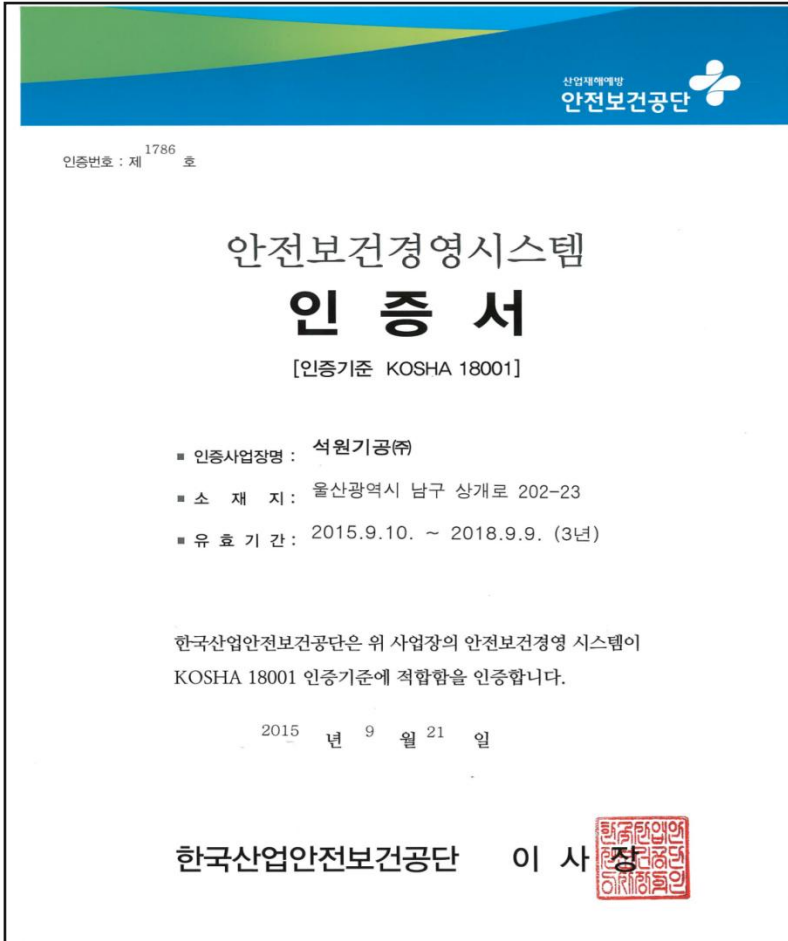 산업재해예방
안전보건공단
인증번호 : 제 1786 호
안전보건경영시스템
인 증 서
[인증기준 KOSHA 18001]
■ 인증사업장명 : 석원기공㈜
■ 소 재 지 : 울산광역시 남구 상개로 202-23
■ 유 효 기 간 : 2015.9.10. ~ 2018.9.9. (3년)
한국산업안전보건공단은 위 사업장의 안전보건경영 시스템이
KOSHA 18001 인증기준에 적합함을 인증합니다.
2015 년 9 월 21 일
한국산업안전보건공단 이 사 장